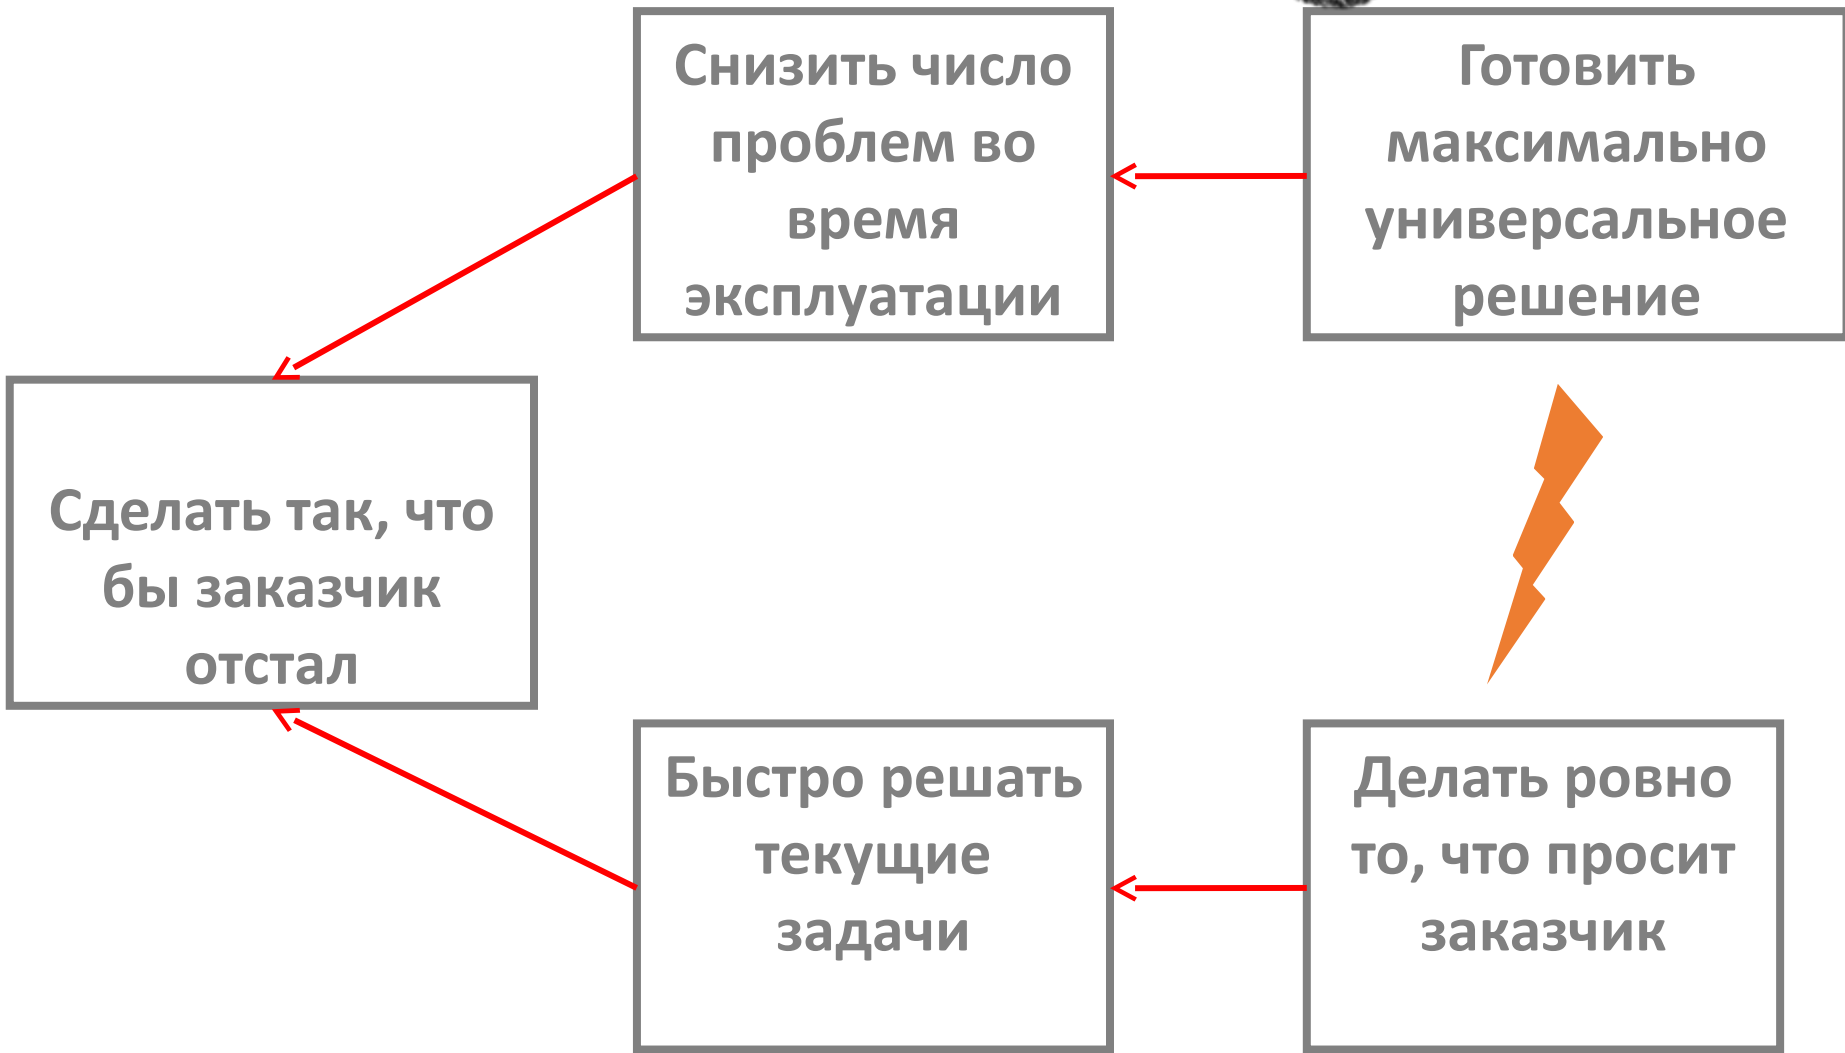 Снизить число
проблем во
время
эксплуатации
Готовить
максимально
универсальное
решение
Сделать так, что
бы заказчик
отстал
Быстро решать
текущие
задачи
Делать ровно
то, что просит
заказчик